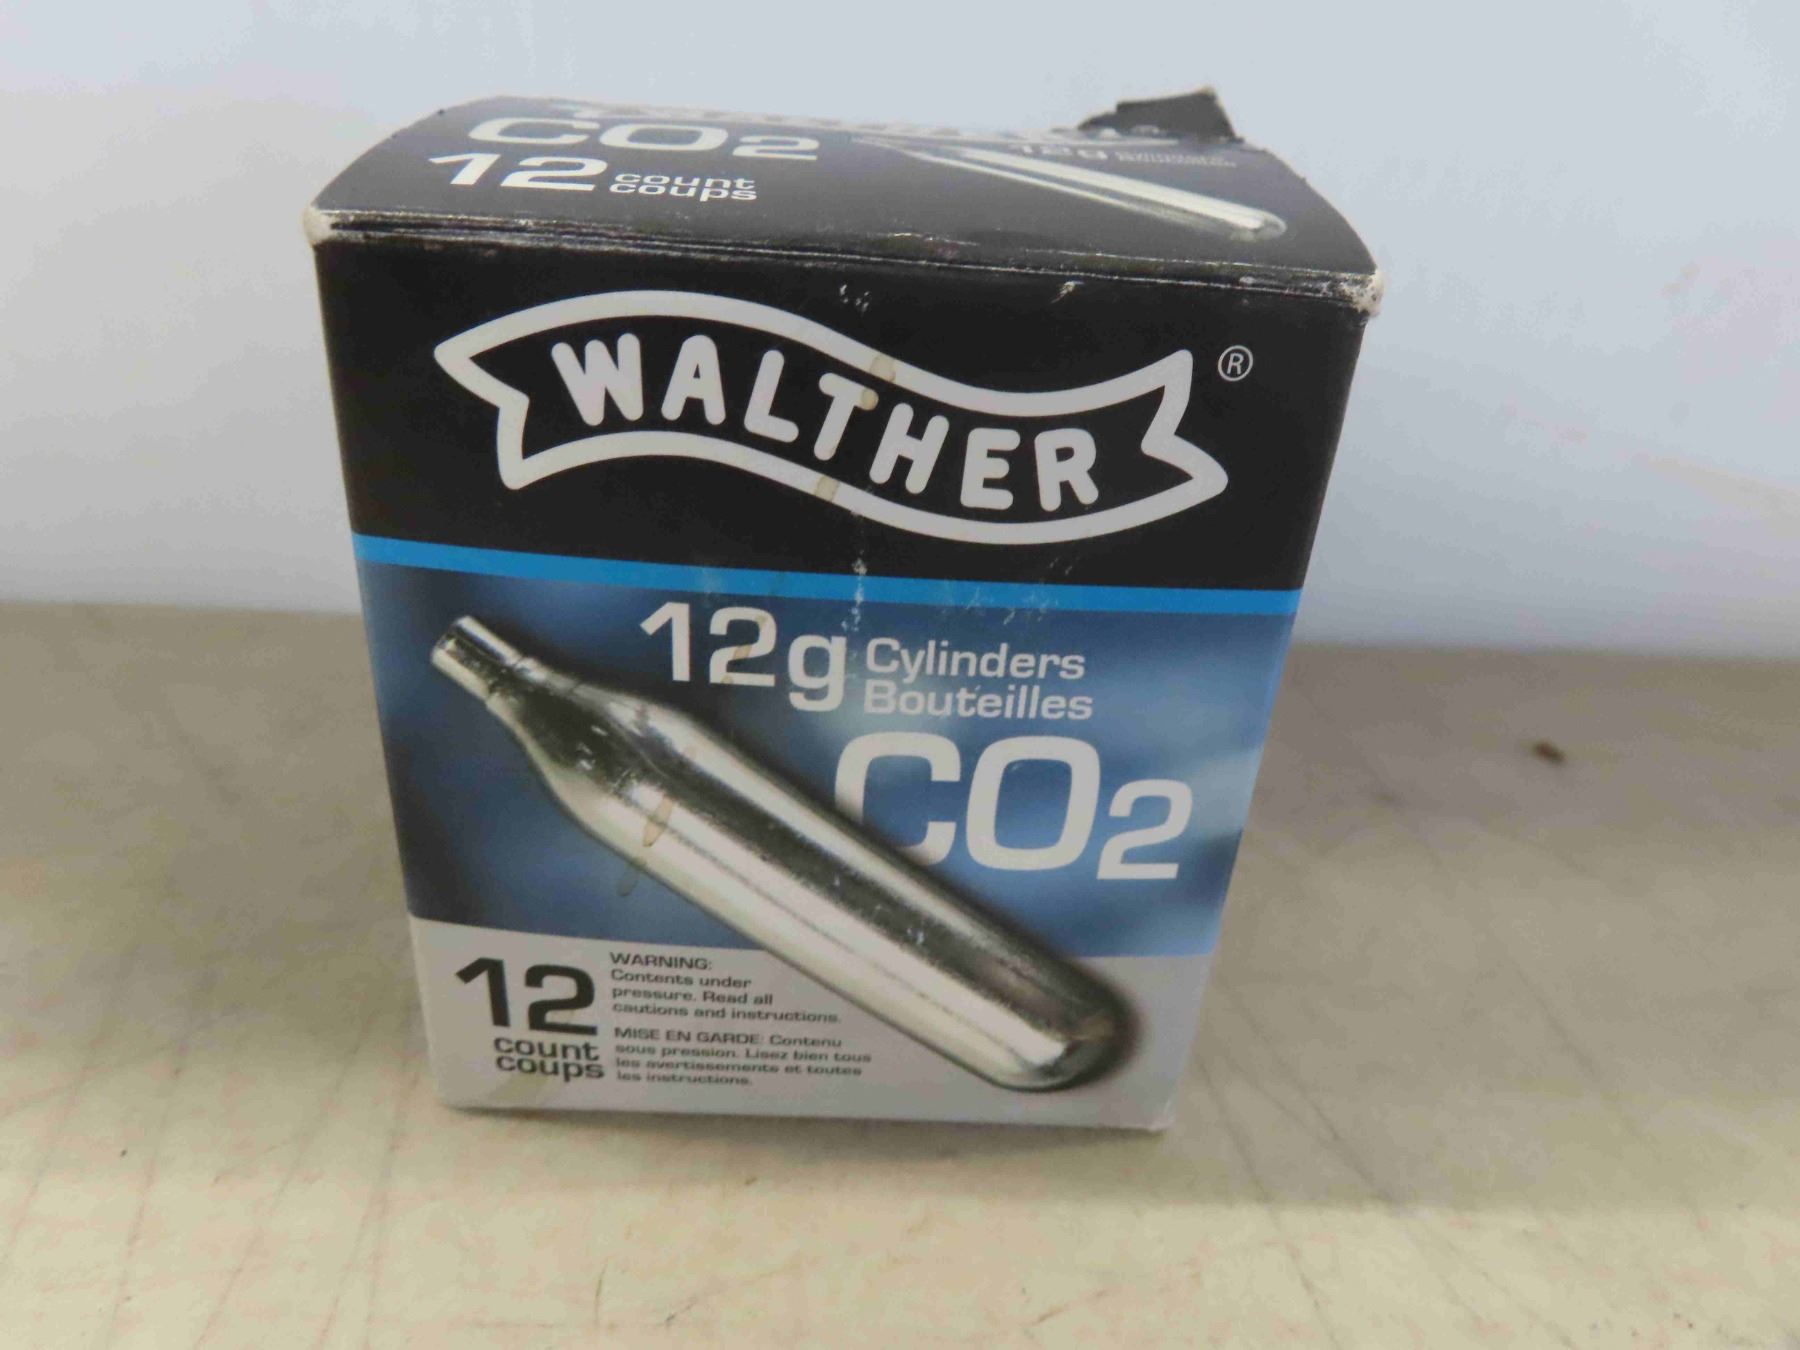 CO2
12 count
coups
12g
WALTHER ®
12g Cylinders
Bouteilles
CO2
12
count
coups
WARNING:
Contents under
pressure. Read all
cautions and instructions.
MISE EN GARDE: Contenu
sous pression. Lisez bien tous
les avertissements et toutes
les instructions.